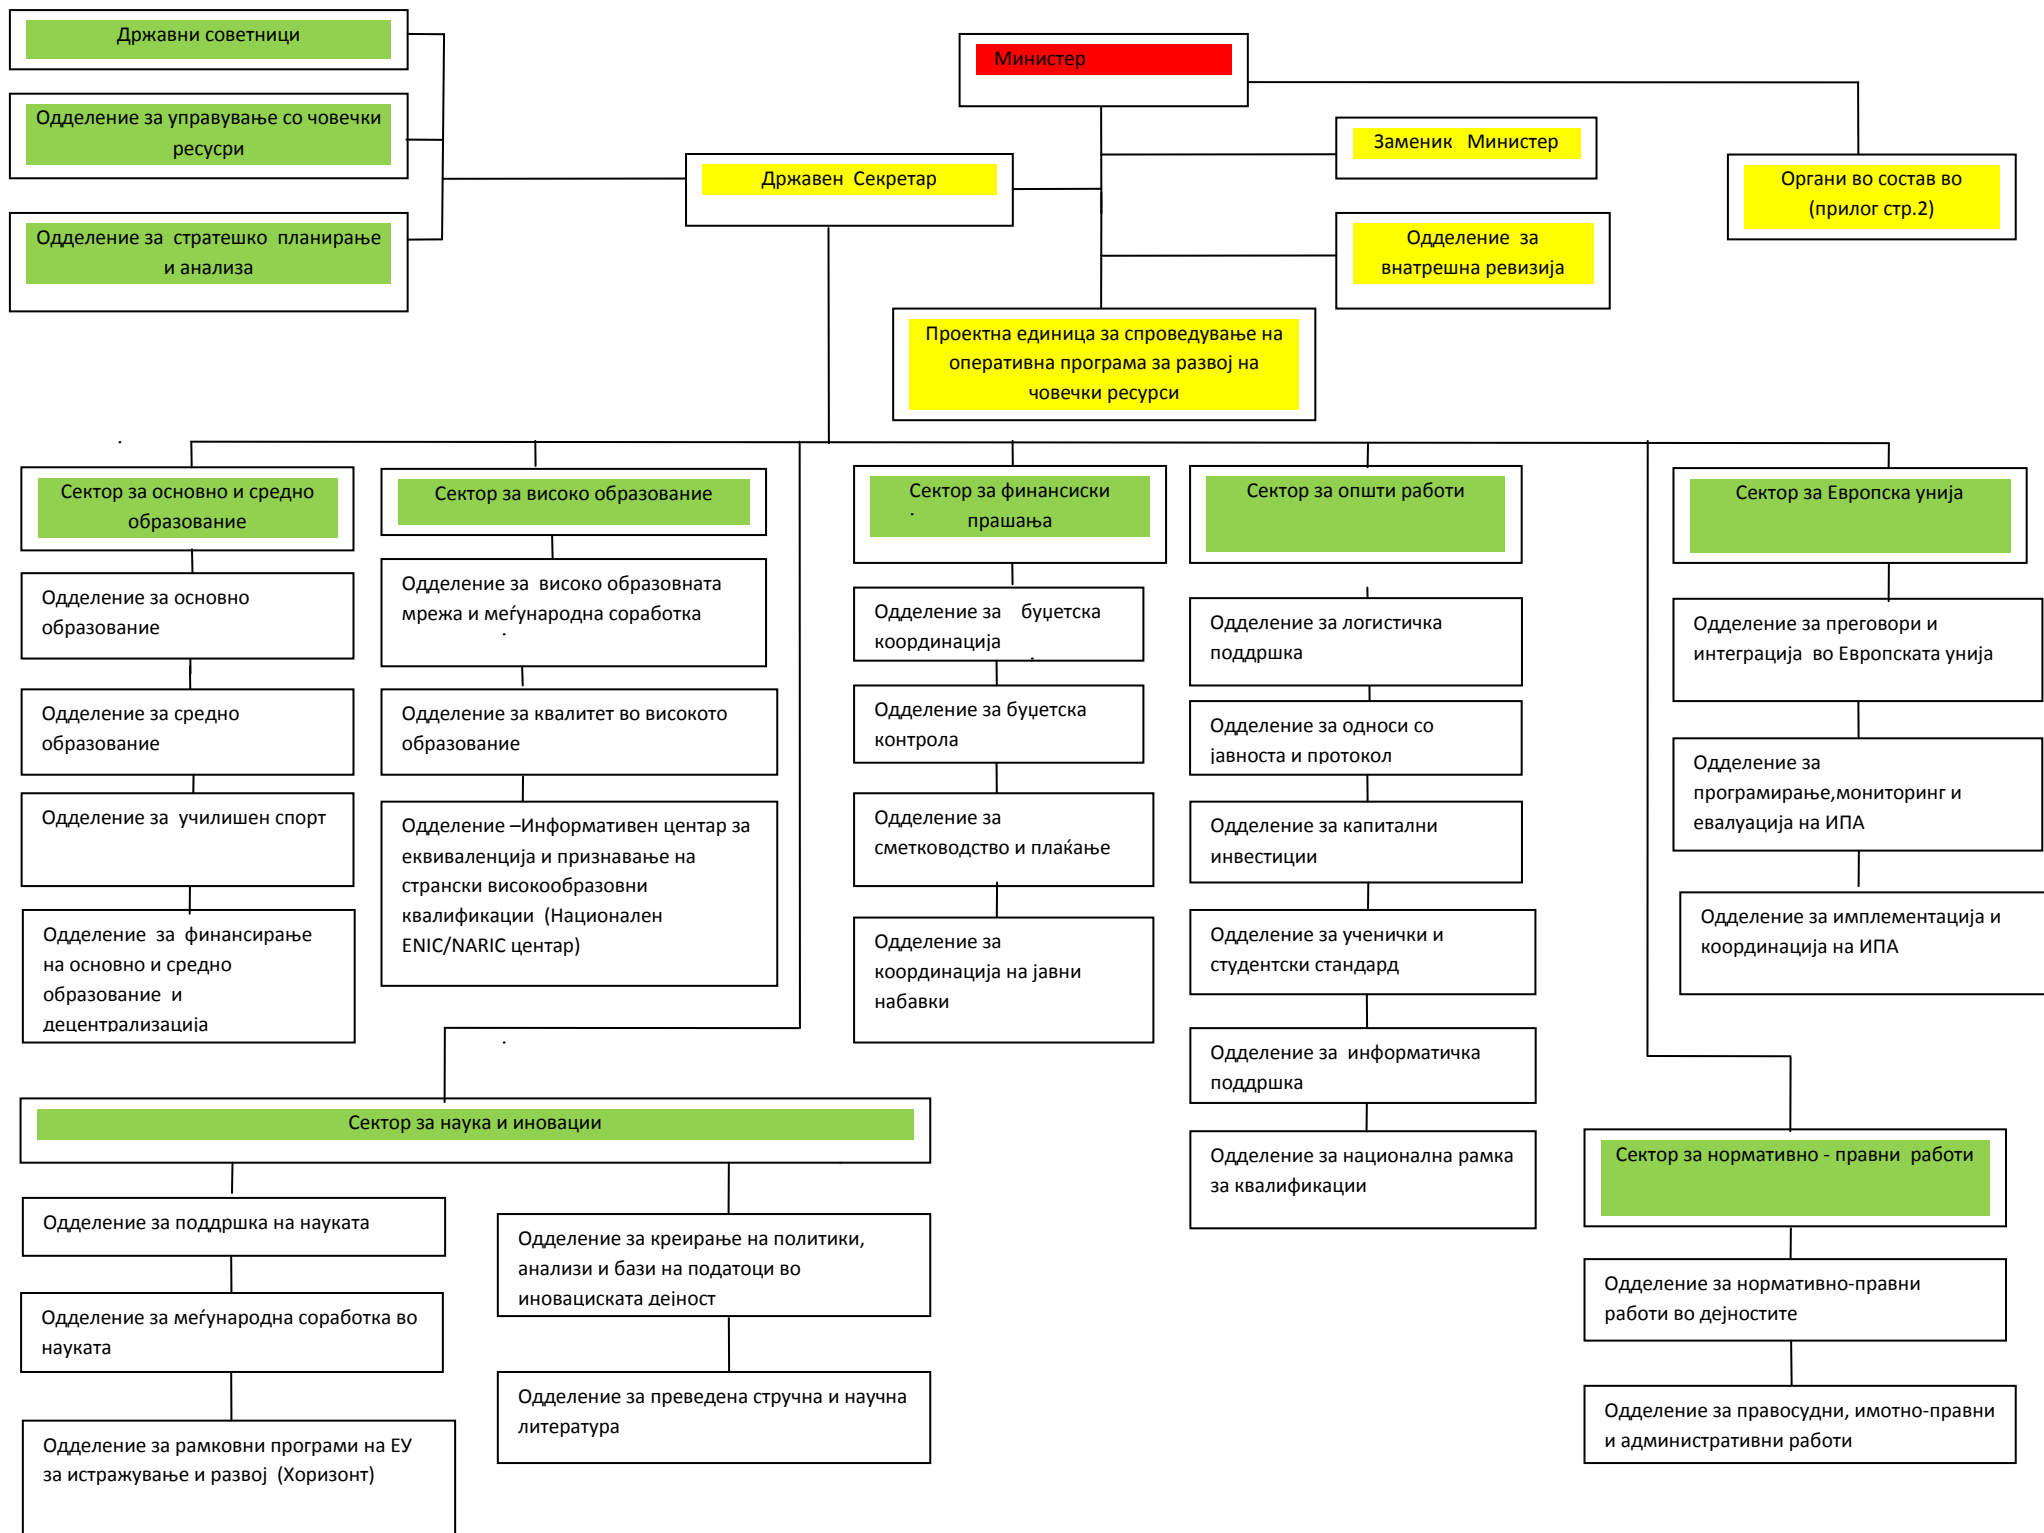 Државни советници
Министер
Одделение за управување со човечки
ресусри
Заменик Министер
Државен Секретар
Органи во состав во
(прилог стр.2)
Одделение за стратешко планирање
и анализа
Одделение за
внатрешна ревизија
Проектна единица за спроведување на
оперативна програма за развој на
човечки ресурси
Сектор за основно и средно
образование
Сектор за високо образование
Сектор за финансиски
прашања
Сектор за општи работи
Сектор за Европска унија
Одделение за основно
образование
Одделение за средно
образование
Одделение за училишен спорт
Одделение за финансирање
на основно и средно
образование и
децентрализација
Одделение за високо образовната
мрежа и меѓународна соработка
Одделение за квалитет во високото
образование
Одделение –Информативен центар за
еквиваленција и признавање на
странски високообразовни
квалификации (Национален
ENIC/NARIC центар)
Одделение за буџетска
координација
Одделение за буџетска
контрола
Одделение за
сметководство и плаќање
Одделение за
координација на јавни
набавки
Одделение за логистичка
поддршка
Одделение за односи со
јавноста и протокол
Одделение за капитални
инвестиции
Одделение за ученички и
студентски стандард
Одделение за информатичка
поддршка
Одделение за национална рамка
за квалификации
Одделение за преговори и
интеграција во Европската унија
Одделение за
програмирање,мониторинг и
евалуација на ИПА
Одделение за имплементација и
координација на ИПА
Сектор за наука и иновации
Одделение за поддршка на науката
Одделение за меѓународна соработка во
науката
Одделение за рамковни програми на ЕУ
за истражување и развој (Хоризонт)
Одделение за креирање на политики,
анализи и бази на податоци во
иновациската дејност
Одделение за преведена стручна и научна
литература
Сектор за нормативно - правни работи
Одделение за нормативно-правни
работи во дејностите
Одделение за правосудни, имотно-правни
и административни работи